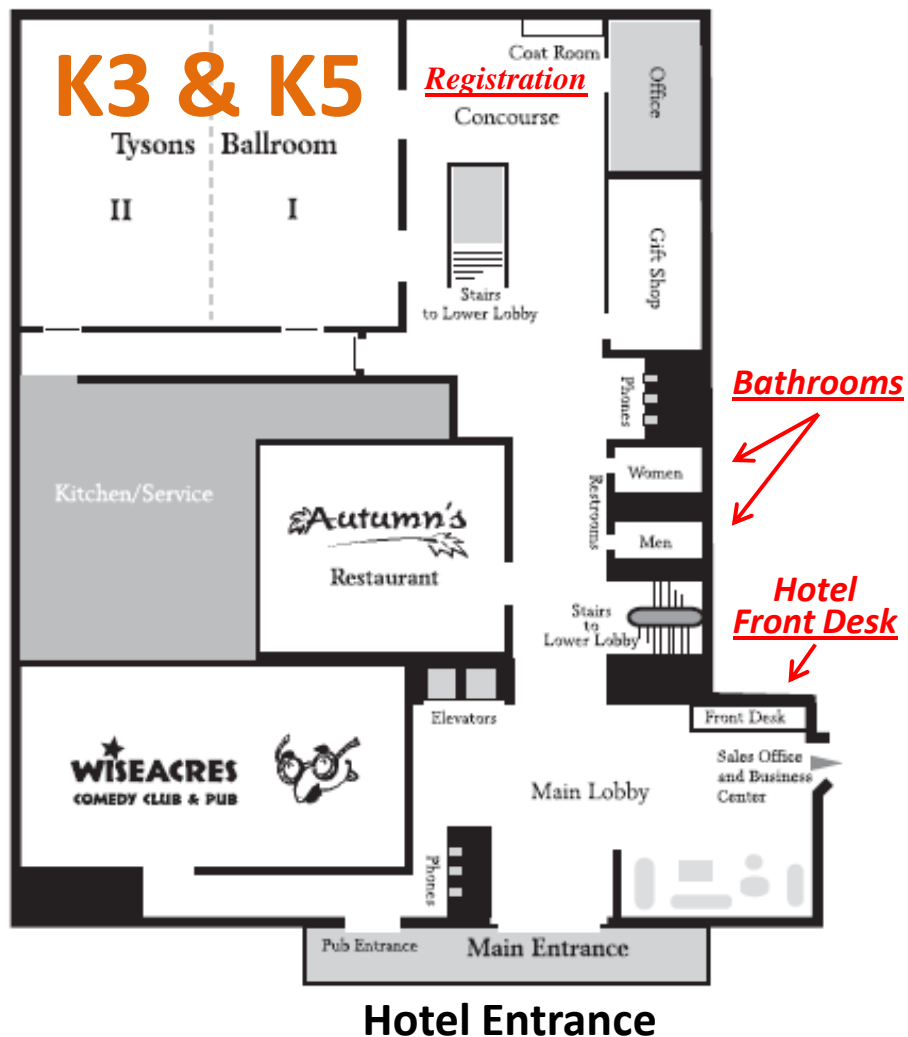 K3 & K5
Tysons Ballroom
II
I
Coat Room
Registration
Concourse
Office
Stairs
to Lower Lobby
Gift Shop
Phones
Bathrooms
Women
Restrooms
Men
Kitchen/Service
Autumn's
Restaurant
Stairs
to
Lower Lobby
Hotel
Front Desk
Elevators
Front Desk
WISEACRES
COMEDY CLUB & PUB
Main Lobby
Sales Office
and Business
Center
Phones
Pub Entrance
Main Entrance
Hotel Entrance